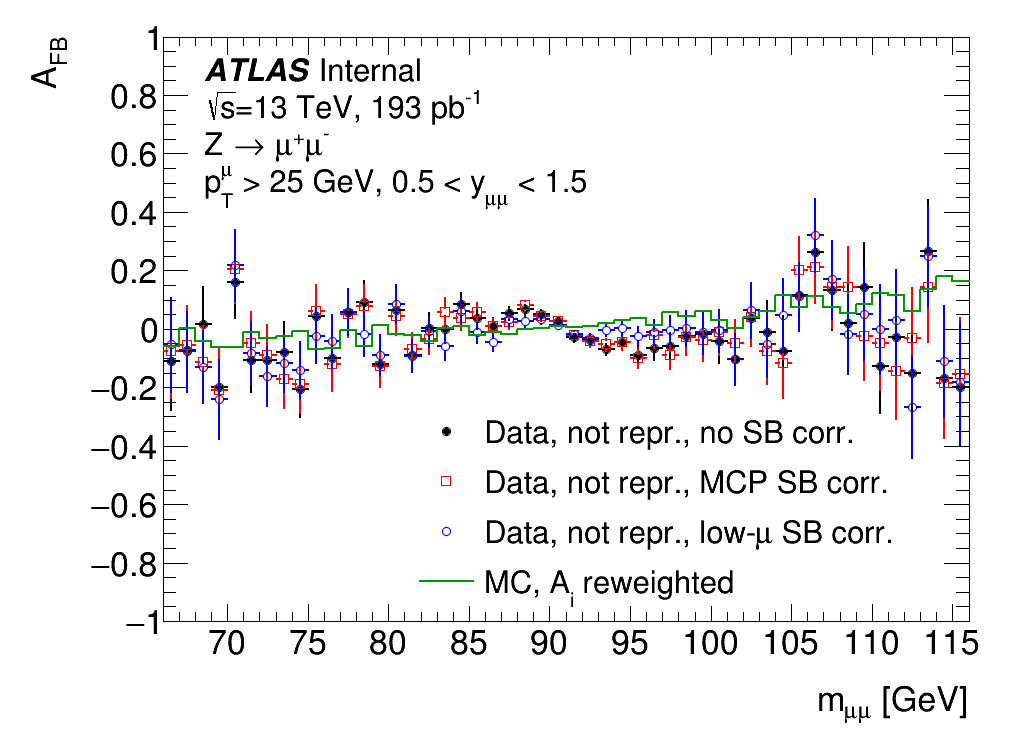 A_FB
ATLAS Internal
√s=13 TeV, 193 pb⁻¹
Z → μ⁺μ⁻
p_T^μ > 25 GeV, 0.5 < y_μμ < 1.5
1
0.8
0.6
0.4
0.2
0
−0.2
−0.4
−0.6
−0.8
−1
Data, not repr., no SB corr.
Data, not repr., MCP SB corr.
Data, not repr., low-μ SB corr.
MC, A_i reweighted
70 75 80 85 90 95 100 105 110 115
m_μμ [GeV]